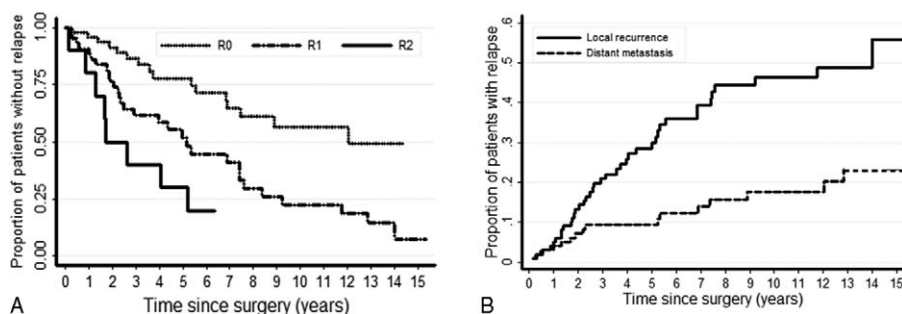 Proportion of patients without relapse
1.00
0.75
0.50
0.25
0.00
R0 R1 R2
0 1 2 3 4 5 6 7 8 9 10 11 12 13 14 15
Time since surgery (years)
A
Proportion of patients with relapse
.6
.5
.4
.3
.2
.1
0
Local recurrence
Distant metastasis
0 1 2 3 4 5 6 7 8 9 10 11 12 13 14 15
Time since surgery (years)
B